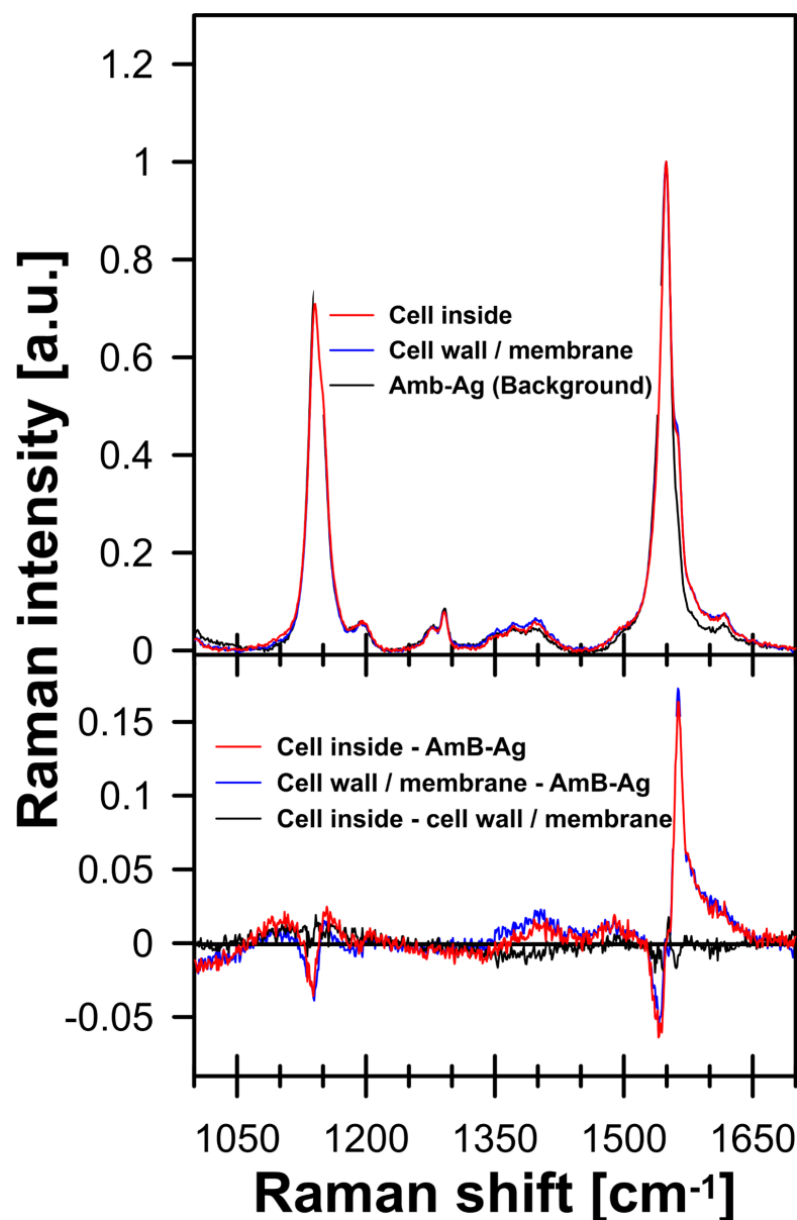 Raman intensity [a.u.]
1.2
1
0.8
0.6
0.4
0.2
0
Cell inside
Cell wall / membrane
Amb-Ag (Background)
0.15
0.1
0.05
0
-0.05
Cell inside - AmB-Ag
Cell wall / membrane - AmB-Ag
Cell inside - cell wall / membrane
1050 1200 1350 1500 1650
Raman shift [cm⁻¹]